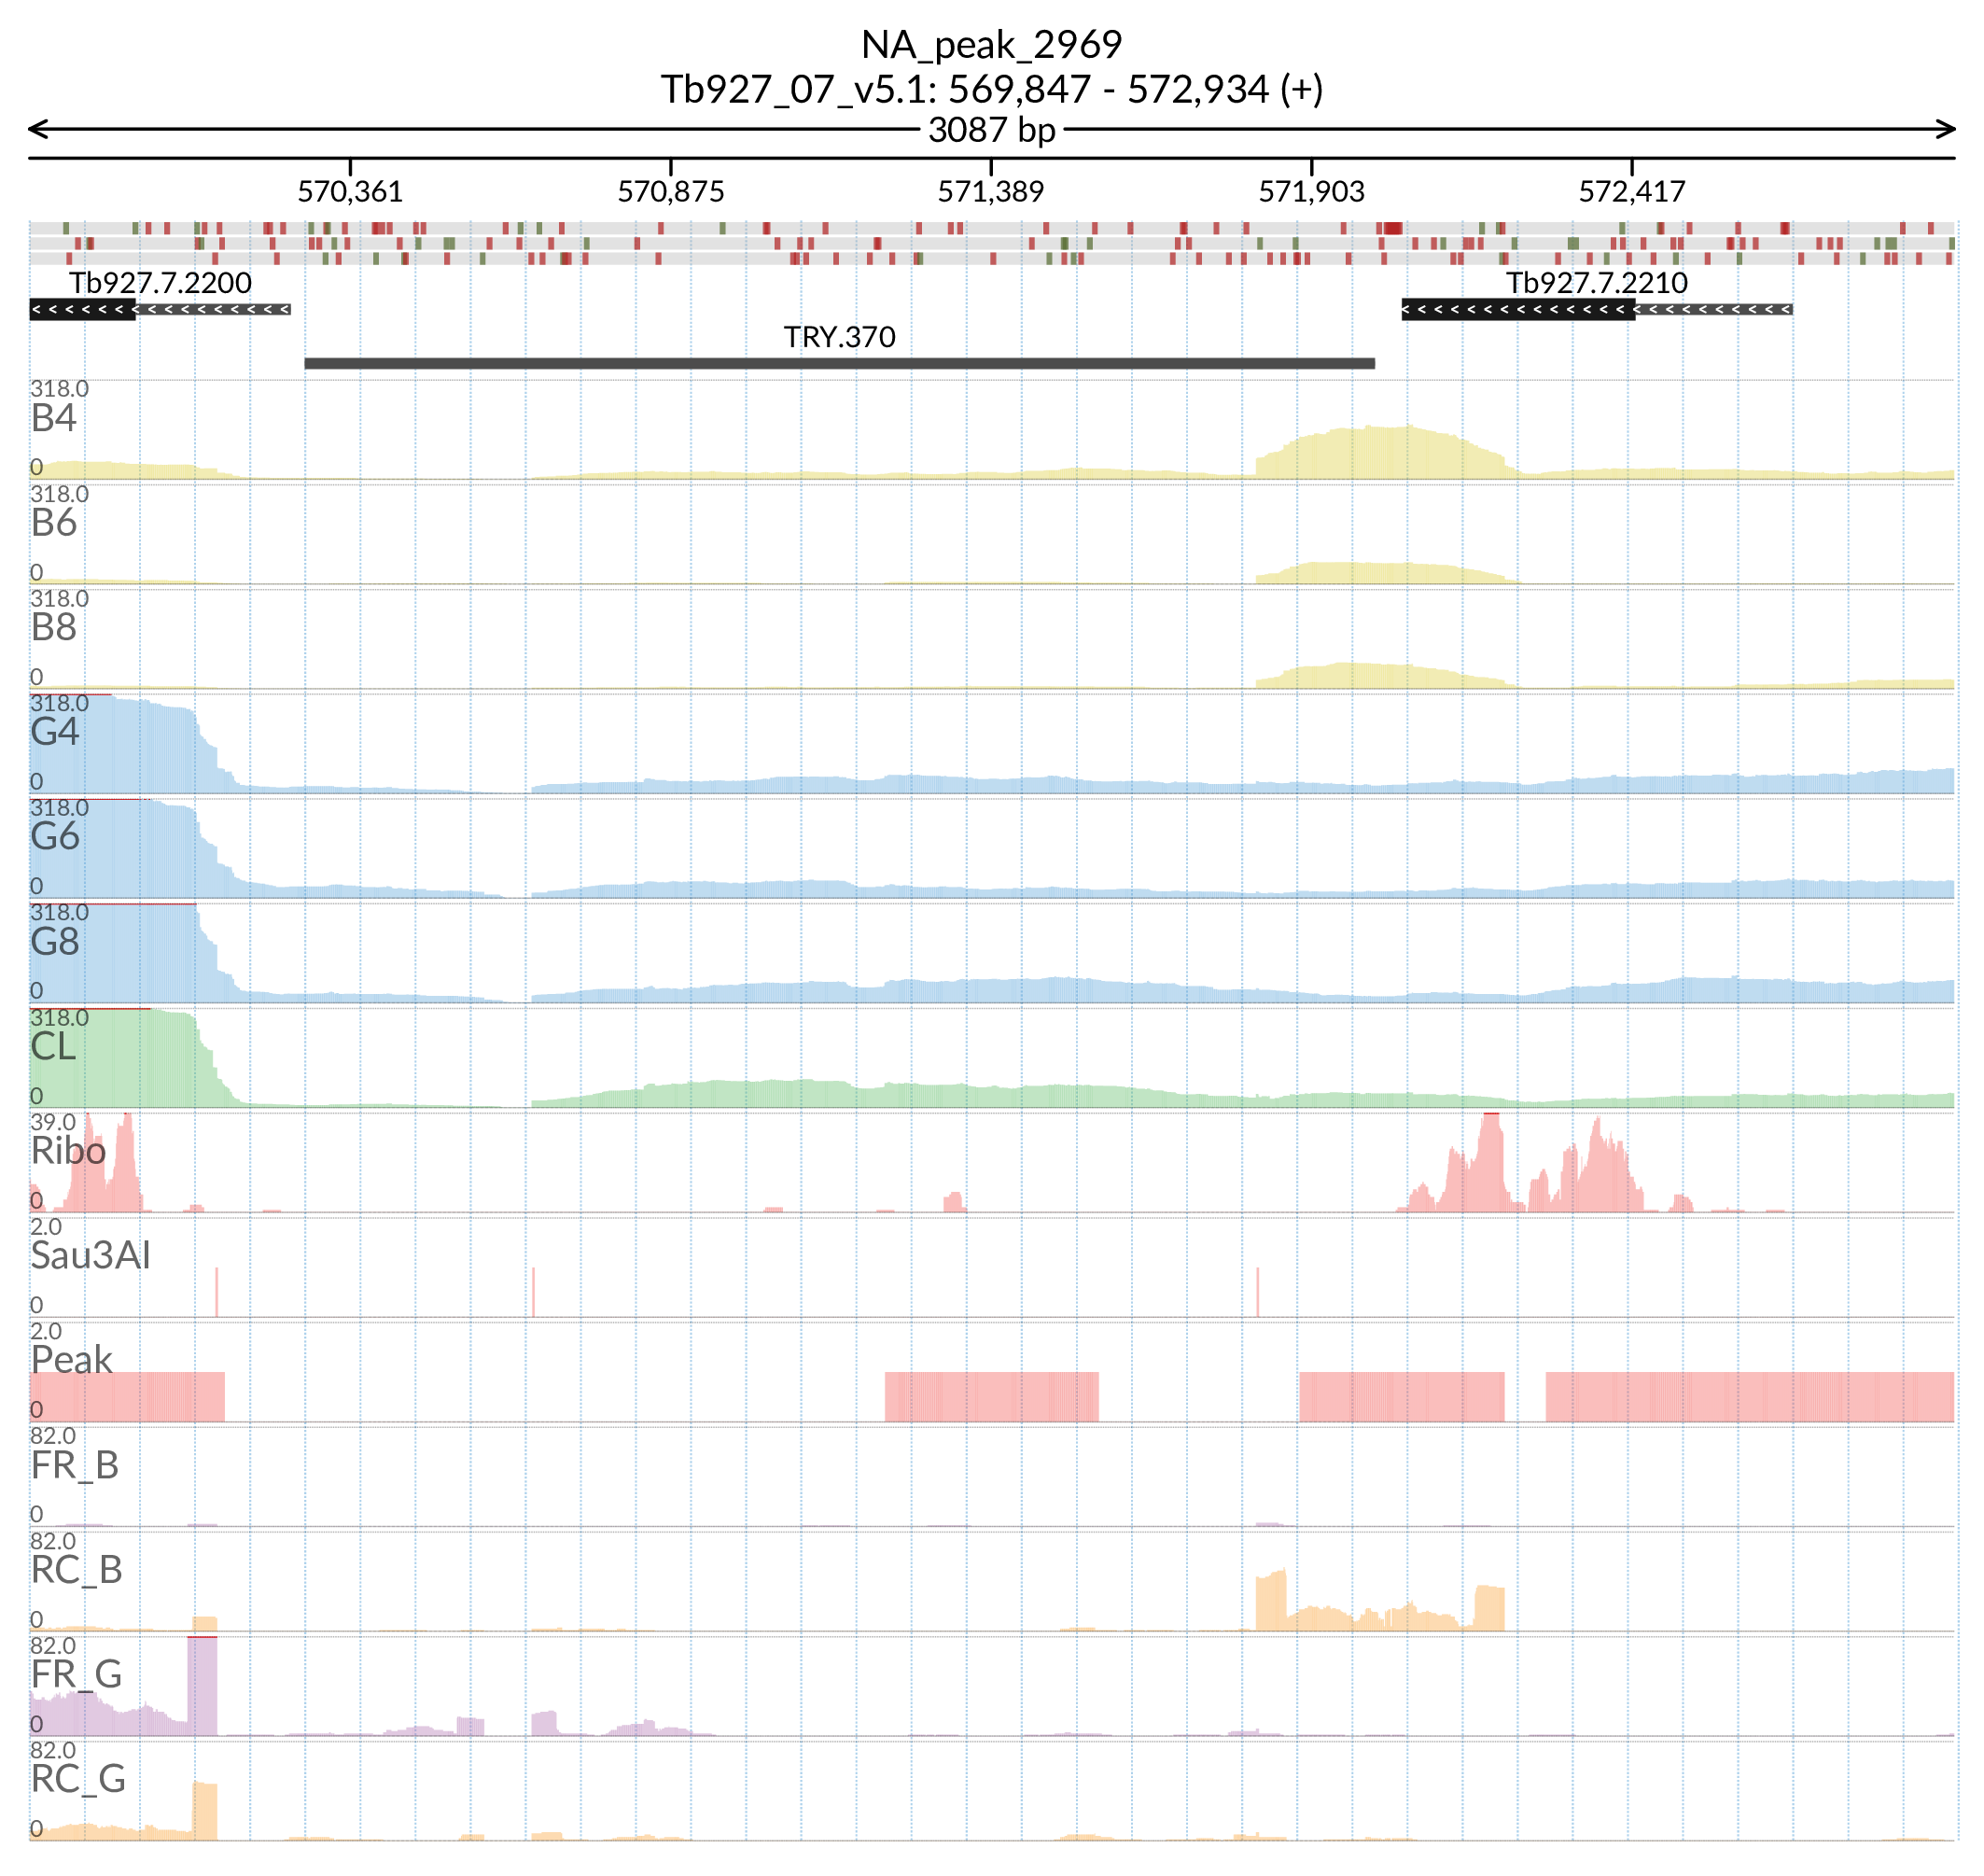 NA_peak_2969
Tb927_07_v5.1: 569,847 - 572,934 (+)
3087 bp
570,361 570,875 571,389 571,903 572,417
Tb927.7.2200 Tb927.7.2210
TRY.370
318.0
B4
0
318.0
B6
0
318.0
B8
0
318.0
G4
0
318.0
G6
0
318.0
G8
0
318.0
CL
0
39.0
Ribo
0
2.0
Sau3AI
0
2.0
Peak
0
82.0
FR_B
0
82.0
RC_B
0
82.0
FR_G
0
82.0
RC_G
0